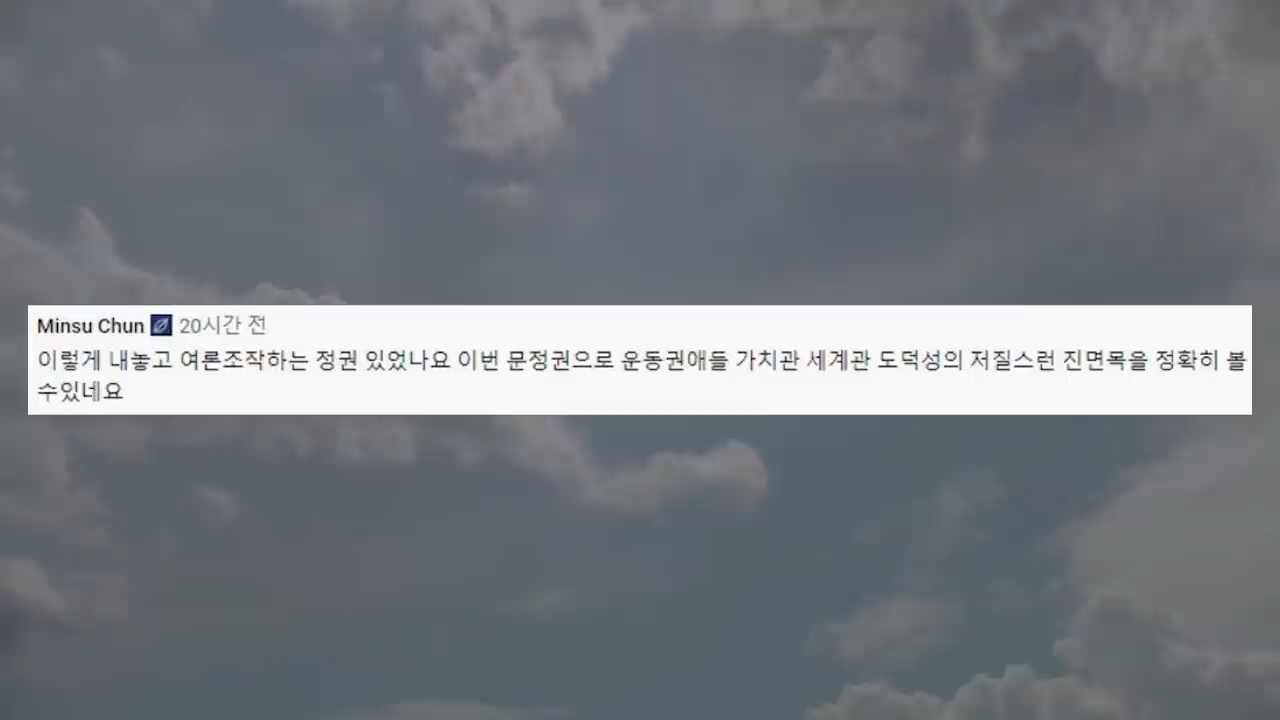 Minsu Chun 20시간 전
이렇게 내놓고 여론조작하는 정권 있었나요 이번 문정권으로 운동권애들 가치관 세계관 도덕성의 저질스런 진면목을 정확히 볼
수있네요